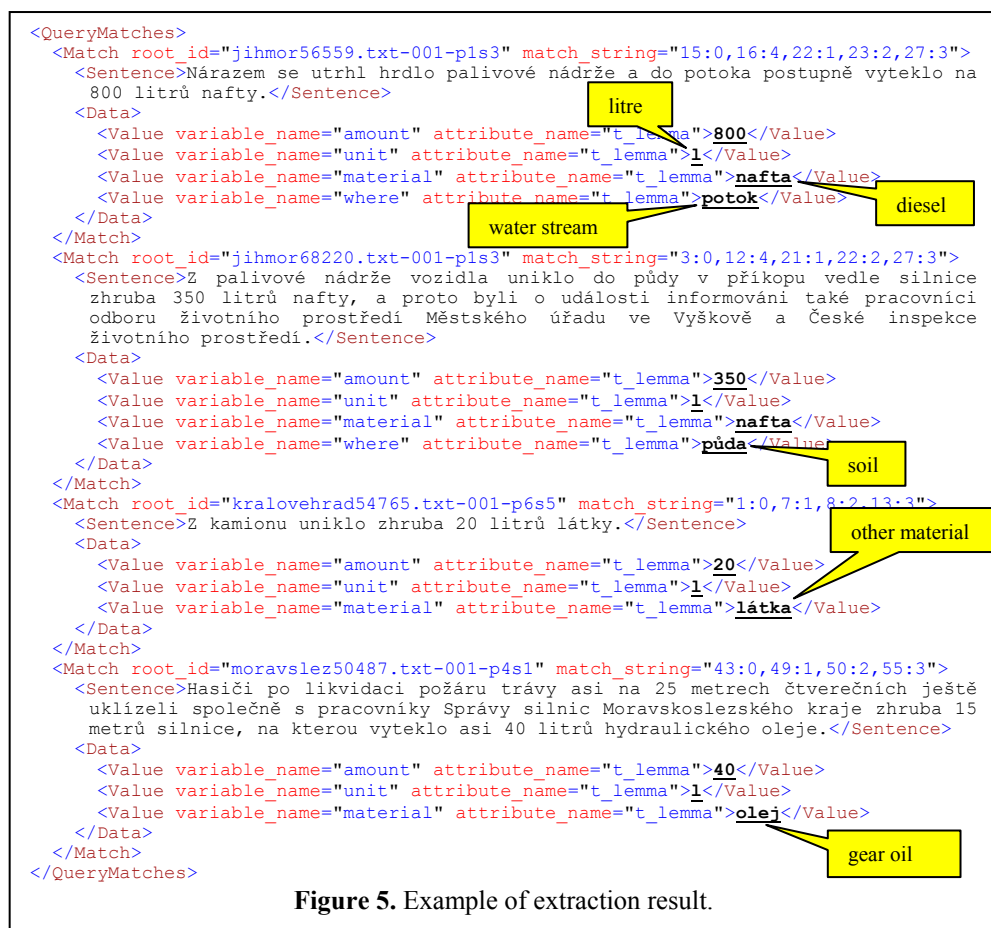 <QueryMatches>
<Match root_id="jihmor56559.txt-001-p1s3" match_string="15:0,16:4,22:1,23:2,27:3">
<Sentence>Nárazem se utrhl hrdlo palivové nádrže a do potoka postupně vyteklo na
800 litrů nafty.</Sentence>
litre
<Data>
<Value variable_name="amount" attribute_name="t_lemma">800</Value>
<Value variable_name="unit" attribute_name="t_lemma">l</Value>
<Value variable_name="material" attribute_name="t_lemma">nafta</Value>
<Value variable_name="where" attribute_name="t_lemma">potok</Value>
diesel
</Data>
water stream
</Match>
<Match root_id="jihmor68220.txt-001-p1s3" match_string="3:0,12:4,21:1,22:2,27:3">
<Sentence>Z palivové nádrže vozidla uniklo do půdy v příkopu vedle silnice
zhruba 350 litrů nafty, a proto byli o události informováni také pracovníci
odboru životního prostředí Městského úřadu ve Vyškově a České inspekce
životního prostředí.</Sentence>
<Data>
<Value variable_name="amount" attribute_name="t_lemma">350</Value>
<Value variable_name="unit" attribute_name="t_lemma">l</Value>
<Value variable_name="material" attribute_name="t_lemma">nafta</Value>
<Value variable_name="where" attribute_name="t_lemma">půda</Value>
</Data>
soil
</Match>
<Match root_id="kralovehrad54765.txt-001-p6s5" match_string="1:0,7:1,8:2,13:3">
<Sentence>Z kamionu uniklo zhruba 20 litrů látky.</Sentence>
other material
<Data>
<Value variable_name="amount" attribute_name="t_lemma">20</Value>
<Value variable_name="unit" attribute_name="t_lemma">l</Value>
<Value variable_name="material" attribute_name="t_lemma">látka</Value>
</Data>
</Match>
<Match root_id="moravslez50487.txt-001-p4s1" match_string="43:0,49:1,50:2,55:3">
<Sentence>Hasiči po likvidaci požáru trávy asi na 25 metrech čtverečních ještě
uklízeli společně s pracovníky Správy silnic Moravskoslezského kraje zhruba 15
metrů silnice, na kterou vyteklo asi 40 litrů hydraulického oleje.</Sentence>
<Data>
<Value variable_name="amount" attribute_name="t_lemma">40</Value>
<Value variable_name="unit" attribute_name="t_lemma">l</Value>
<Value variable_name="material" attribute_name="t_lemma">olej</Value>
</Data>
</Match>
gear oil
</QueryMatches>
Figure 5. Example of extraction result.